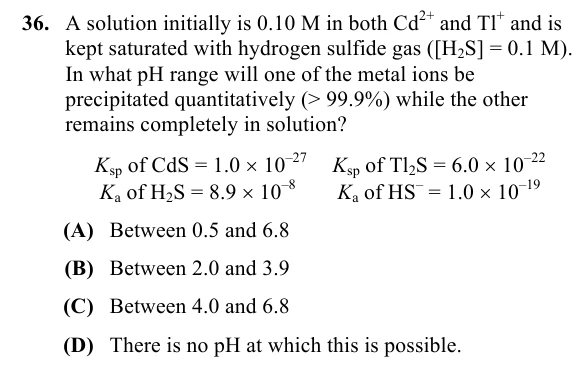 36. A solution initially is 0.10 M in both Cd²⁺ and Tl⁺ and is
kept saturated with hydrogen sulfide gas ([H₂S] = 0.1 M).
In what pH range will one of the metal ions be
precipitated quantitatively (> 99.9%) while the other
remains completely in solution?
Kₛₚ of CdS = 1.0 × 10⁻²⁷ Kₛₚ of Tl₂S = 6.0 × 10⁻²²
Kₐ of H₂S = 8.9 × 10⁻⁸ Kₐ of HS⁻ = 1.0 × 10⁻¹⁹
(A) Between 0.5 and 6.8
(B) Between 2.0 and 3.9
(C) Between 4.0 and 6.8
(D) There is no pH at which this is possible.